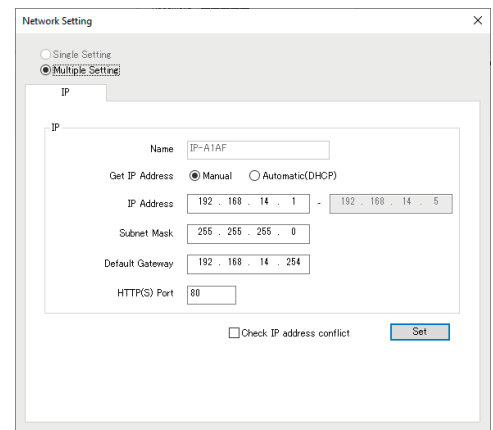 Network Setting
Single Setting
Multiple Setting
IP
IP
Name IP-A1AF
Get IP Address Manual Automatic(DHCP)
IP Address 192 . 168 . 14 . 1 - 192 . 168 . 14 . 5
Subnet Mask 255 . 255 . 255 . 0
Default Gateway 192 . 168 . 14 . 254
HTTP(S) Port 80
Check IP address conflict Set